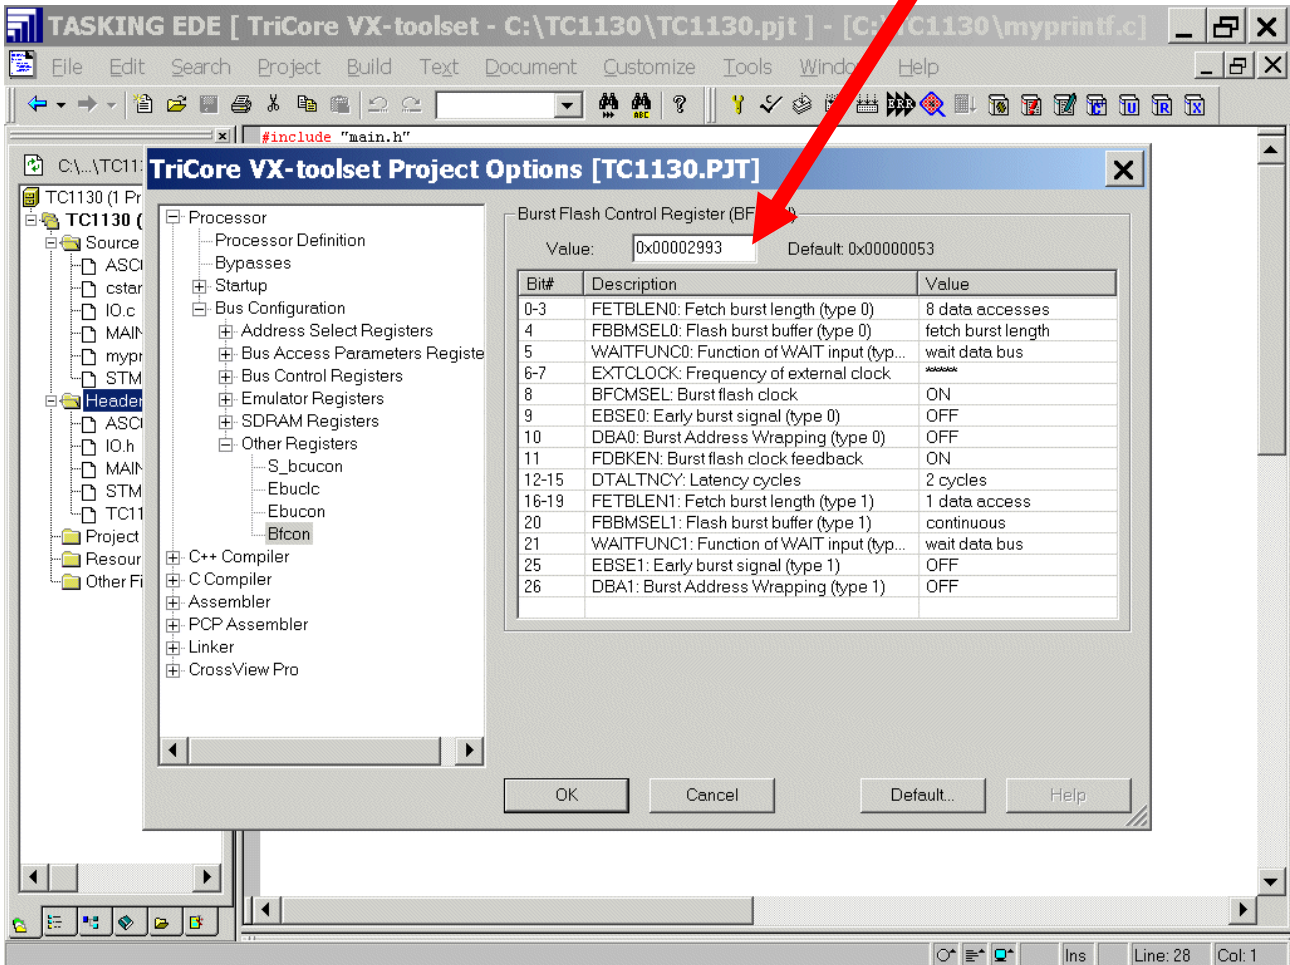 TASKING EDE [ TriCore VX-toolset - C:\TC1130\TC1130.pjt ] - [C:\TC1130\myprintf.c]
File Edit Search Project Build Text Document Customize Tools Window Help
#include "main.h"
C:\...\TC11
TC1130 (1 Pr
TC1130 (
Source
ASCI
cstar
IO.c
MAIN
mypr
STM
Header
ASCI
IO.h
MAIN
STM
TC11
Project
Resour
Other Fi
TriCore VX-toolset Project Options [TC1130.PJT]
Processor
Processor Definition
Bypasses
Startup
Bus Configuration
Address Select Registers
Bus Access Parameters Registe
Bus Control Registers
Emulator Registers
SDRAM Registers
Other Registers
S_bcucon
Ebuclc
Ebucon
Bfcon
C++ Compiler
C Compiler
Assembler
PCP Assembler
Linker
CrossView Pro
Burst Flash Control Register (BF
Value: 0x00002993 Default: 0x00000053
Bit# Description Value
0-3 FETBLEN0: Fetch burst length (type 0) 8 data accesses
4 FBBMSEL0: Flash burst buffer (type 0) fetch burst length
5 WAITFUNC0: Function of WAIT input (typ... wait data bus
6-7 EXTCLOCK: Frequency of external clock ******
8 BFCMSEL: Burst flash clock ON
9 EBSE0: Early burst signal (type 0) OFF
10 DBA0: Burst Address Wrapping (type 0) OFF
11 FDBKEN: Burst flash clock feedback ON
12-15 DTALTNCY: Latency cycles 2 cycles
16-19 FETBLEN1: Fetch burst length (type 1) 1 data access
20 FBBMSEL1: Flash burst buffer (type 1) continuous
21 WAITFUNC1: Function of WAIT input (typ... wait data bus
25 EBSE1: Early burst signal (type 1) OFF
26 DBA1: Burst Address Wrapping (type 1) OFF
OK Cancel Default... Help
Ins Line: 28 Col: 1